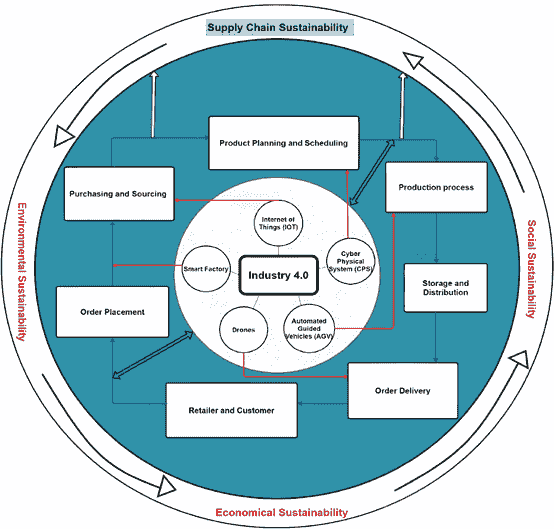 Supply Chain Sustainability
Product Planning and Scheduling
Purchasing and Sourcing
Production process
Internet of
Things (IOT)
Environmental Sustainability
Social Sustainability
Smart Factory
Industry 4.0
Cyber
Physical
System (CPS)
Storage and
Distribution
Order Placement
Drones
Automated
Guided
Vehicles (AGV)
Order Delivery
Retailer and Customer
Economical Sustainability